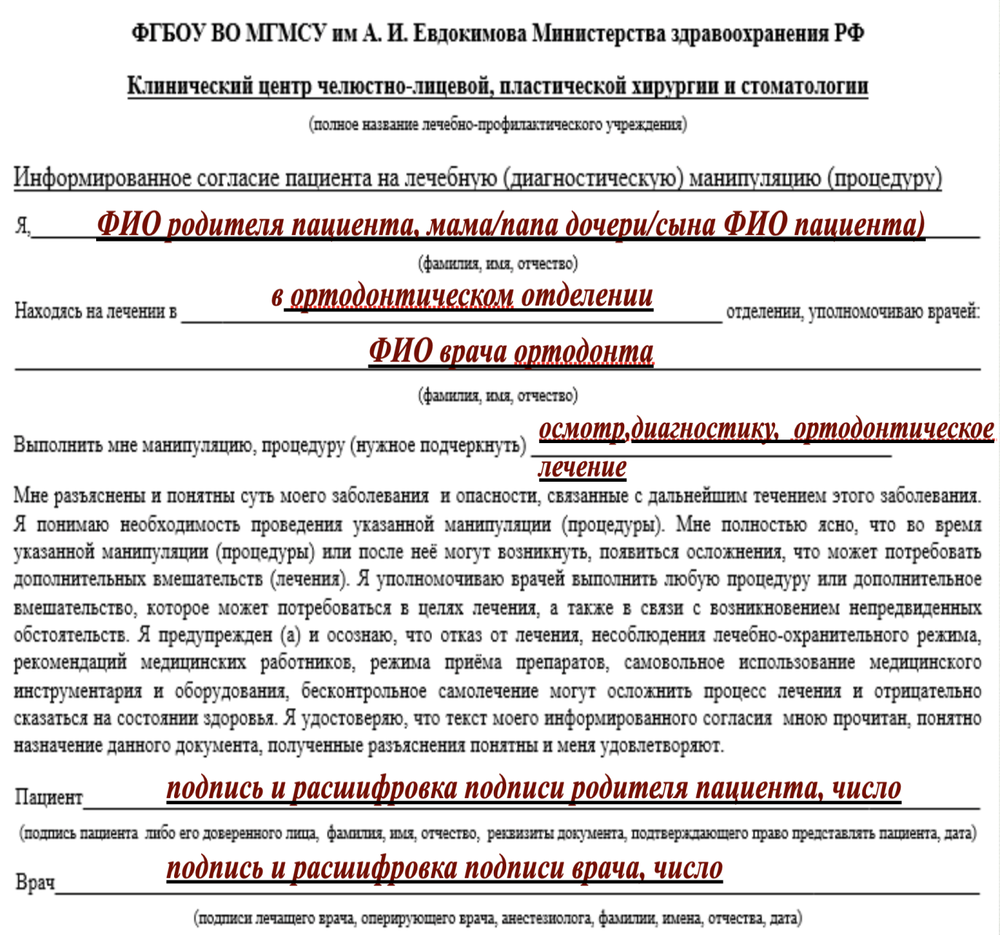 ФГБОУ ВО МГМСУ им А. И. Евдокимова Министерства здравоохранения РФ
Клинический центр челюстно-лицевой, пластической хирургии и стоматологии
(полное название лечебно-профилактического учреждения)
Информированное согласие пациента на лечебную (диагностическую) манипуляцию (процедуру)
Я, ФИО родителя пациента, мама/папа дочери/сына ФИО пациента)
(фамилия, имя, отчество)
в ортодонтическом отделении
Находясь на лечении в отделении, уполномочиваю врачей:
ФИО врача ортодонта
(фамилия, имя, отчество)
осмотр,диагностику, ортодонтическое
Выполнить мне манипуляцию, процедуру (нужное подчеркнуть)
лечение
Мне разъяснены и понятны суть моего заболевания и опасности, связанные с дальнейшим течением этого заболевания.
Я понимаю необходимость проведения указанной манипуляции (процедуры). Мне полностью ясно, что во время
указанной манипуляции (процедуры) или после неё могут возникнуть, появиться осложнения, что может потребовать
дополнительных вмешательств (лечения). Я уполномочиваю врачей выполнить любую процедуру или дополнительное
вмешательство, которое может потребоваться в целях лечения, а также в связи с возникновением непредвиденных
обстоятельств. Я предупрежден (а) и осознаю, что отказ от лечения, несоблюдения лечебно-охранительного режима,
рекомендаций медицинских работников, режима приёма препаратов, самовольное использование медицинского
инструментария и оборудования, бесконтрольное самолечение могут осложнить процесс лечения и отрицательно
сказаться на состоянии здоровья. Я удостоверяю, что текст моего информированного согласия мною прочитан, понятно
назначение данного документа, полученные разъяснения понятны и меня удовлетворяют.
Пациент подпись и расшифровка подписи родителя пациента, число
(подпись пациента либо его доверенного лица, фамилия, имя, отчество, реквизиты документа, подтверждающего право представлять пациента, дата)
Врач подпись и расшифровка подписи врача, число
(подписи лечащего врача, оперирующего врача, анестезиолога, фамилии, имена, отчества, дата)